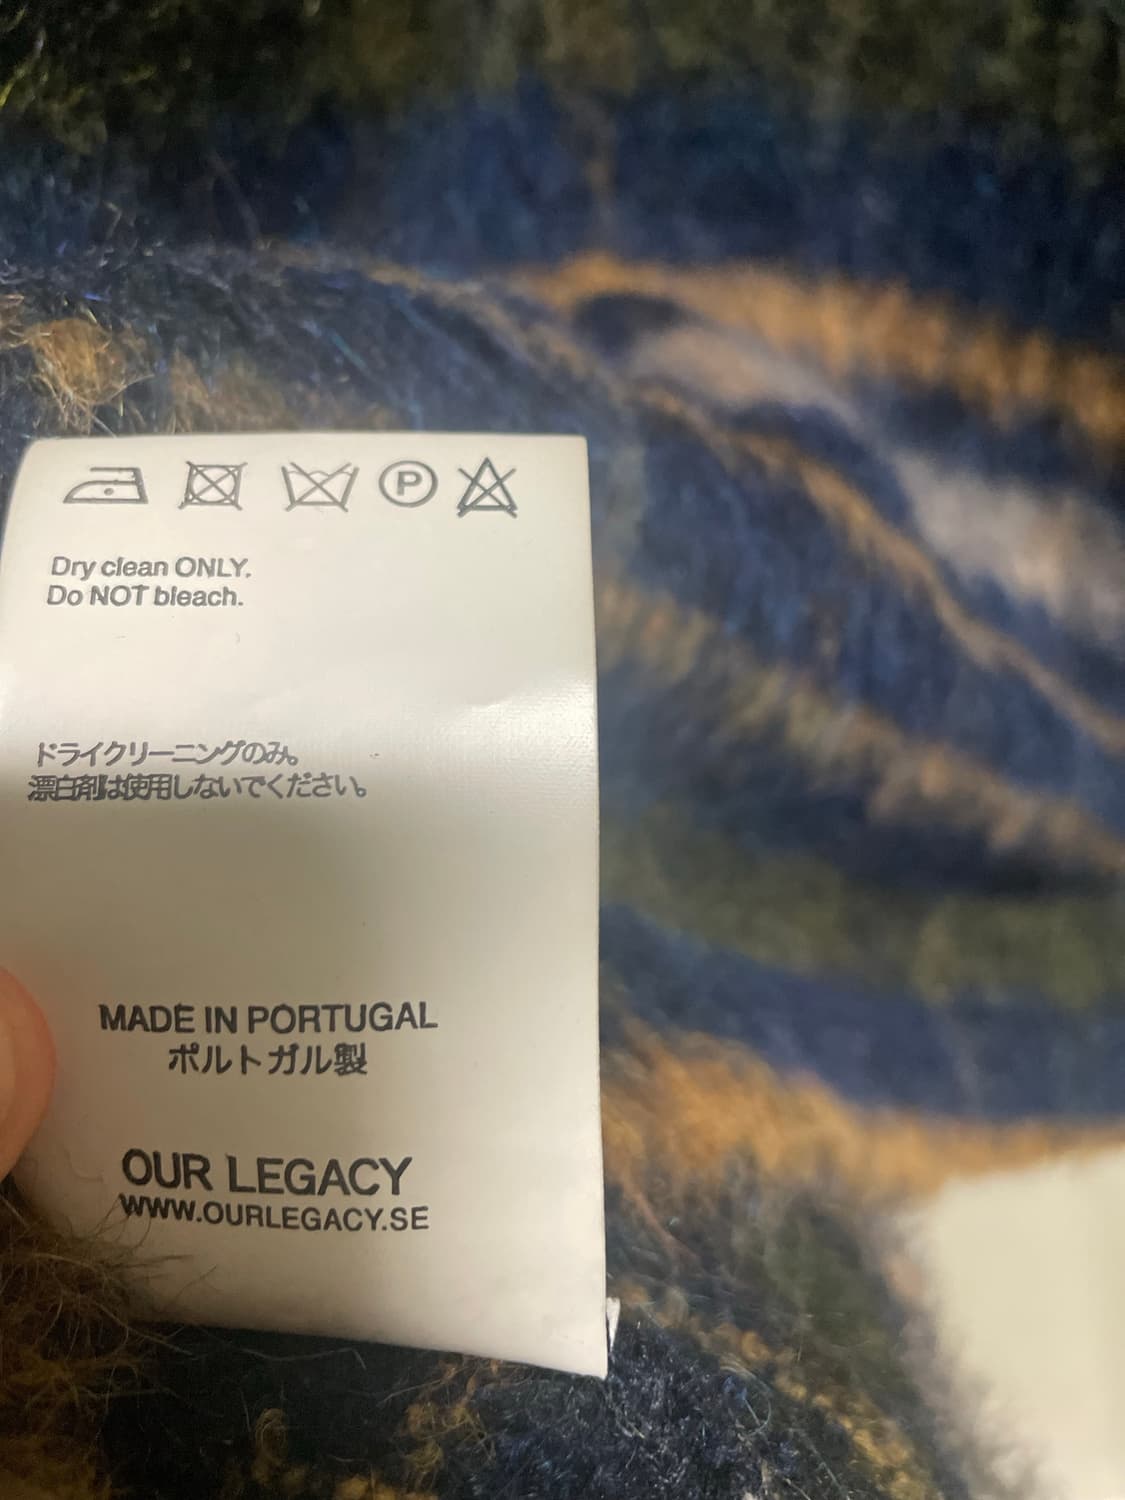 P
Dry clean ONLY.
Do NOT bleach.
ドライクリーニングのみ。
漂白剤は使用しないでください。
MADE IN PORTUGAL
ポルトガル製
OUR LEGACY
WWW.OURLEGACY.SE